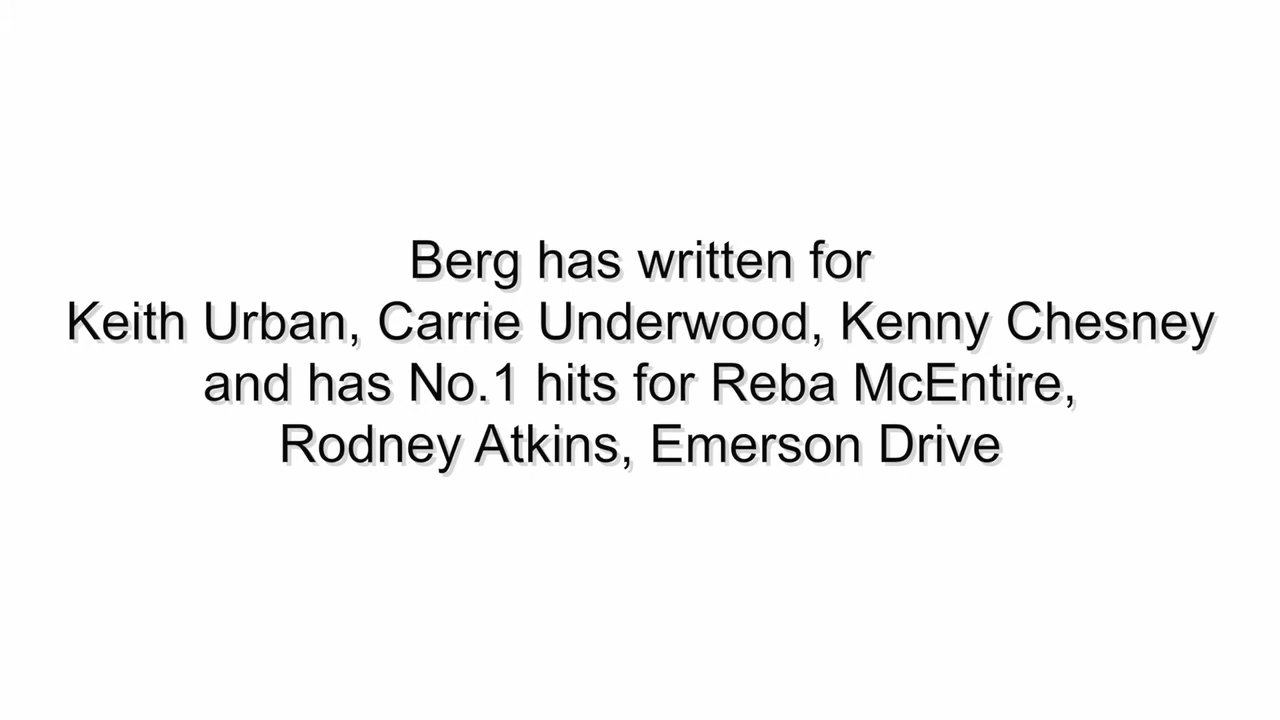 Berg has written for
Keith Urban, Carrie Underwood, Kenny Chesney
and has No.1 hits for Reba McEntire,
Rodney Atkins, Emerson Drive